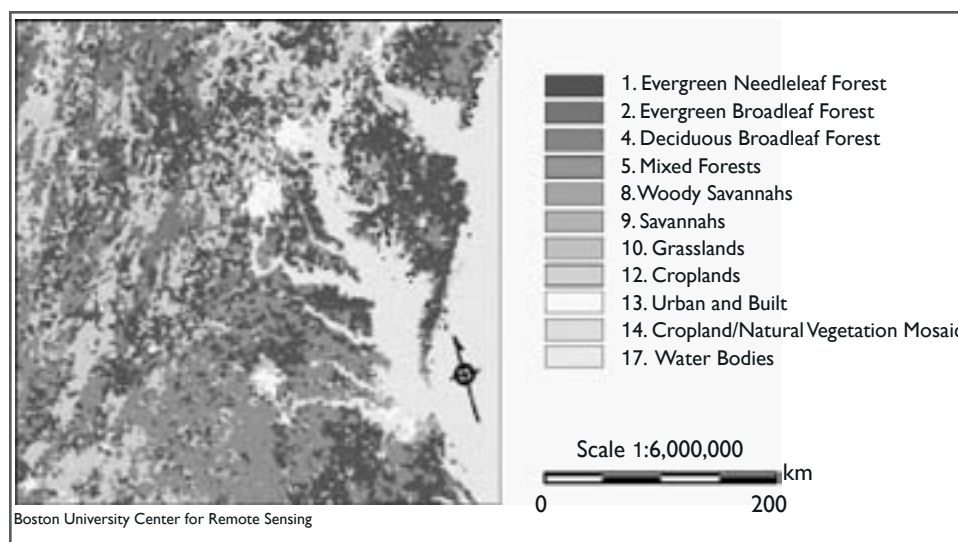 1. Evergreen Needleleaf Forest
2. Evergreen Broadleaf Forest
4. Deciduous Broadleaf Forest
5. Mixed Forests
8. Woody Savannahs
9. Savannahs
10. Grasslands
12. Croplands
13. Urban and Built
14. Cropland/Natural Vegetation Mosaic
17. Water Bodies
Scale 1:6,000,000
km
0 200
Boston University Center for Remote Sensing